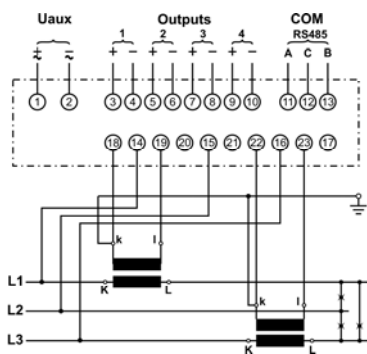 Uaux Outputs COM
1 2 3 4 RS485
+ − + − + − + − A C B
1 2 3 4 5 6 7 8 9 10 11 12 13
18 14 19 20 15 21 22 16 23 17
k l
k l
L1 K L
L2
L3 K L